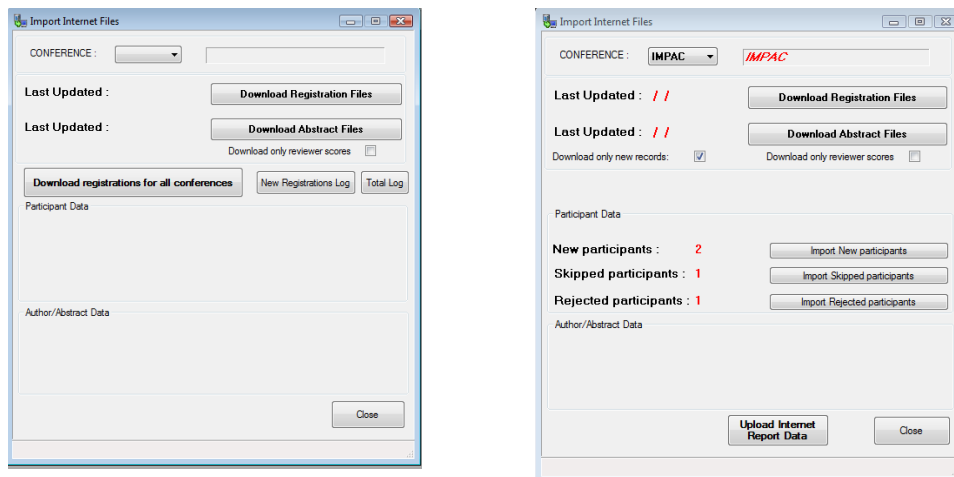 Import Internet Files
CONFERENCE :
Last Updated :
Download Registration Files
Last Updated :
Download Abstract Files
Download only reviewer scores
Download registrations for all conferences
New Registrations Log
Total Log
Participant Data
Author/Abstract Data
Close
Import Internet Files
CONFERENCE :
IMPAC
IMPAC
Last Updated : / /
Download Registration Files
Last Updated : / /
Download Abstract Files
Download only new records:
Download only reviewer scores
Participant Data
New participants : 2
Import New participants
Skipped participants : 1
Import Skipped participants
Rejected participants : 1
Import Rejected participants
Author/Abstract Data
Upload Internet
Report Data
Close